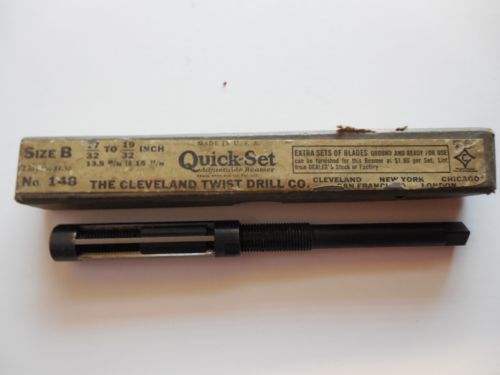 SIZE B
17/32 TO 19/32 INCH
13.5 M/M TO 15 M/M
No. 148
MADE IN U.S.A.
Quick-Set
Adjustable Reamer
THE CLEVELAND TWIST DRILL CO.
EXTRA SETS OF BLADES GROUND AND READY FOR USE
can be furnished for this Reamer at $1.86 per Set, List
from DEALER'S Stock or Factory
CLEVELAND NEW YORK CHICAGO
SAN FRANCI LONDON